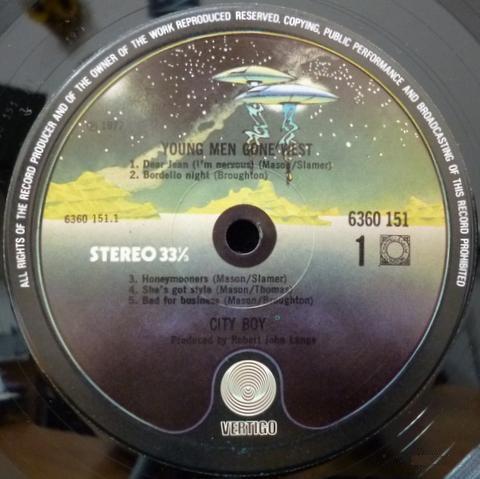 ALL RIGHTS OF THE RECORD PRODUCER AND OF THE OWNER OF THE WORK REPRODUCED RESERVED. COPYING, PUBLIC PERFORMANCE AND BROADCASTING OF THIS RECORD PROHIBITED
℗ 1977
YOUNG MEN GONE WEST
1. Dear Jean (I'm nervous) (Mason/Slamer)
2. Bordello night (Broughton)
6360 151.1
6360 151
STEREO 33⅓
1
3. Honeymooners (Mason/Slamer)
4. She's got style (Mason/Thomas)
5. Bad for business (Mason/Broughton)
CITY BOY
Produced by Robert John Lange
VERTIGO